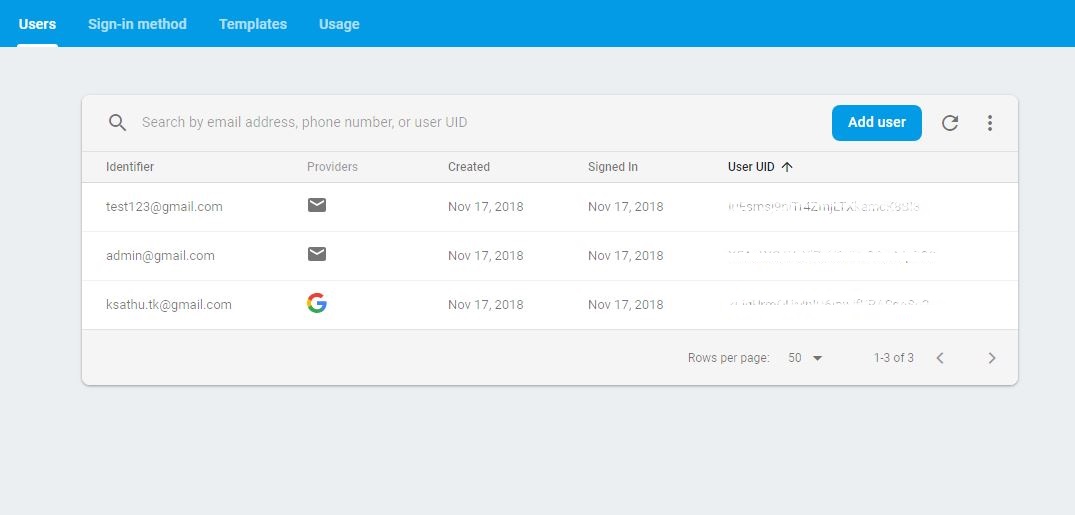 Users Sign-in method Templates Usage
Search by email address, phone number, or user UID Add user
Identifier Providers Created Signed In User UID
test123@gmail.com Nov 17, 2018 Nov 17, 2018
admin@gmail.com Nov 17, 2018 Nov 17, 2018
ksathu.tk@gmail.com Nov 17, 2018 Nov 17, 2018
Rows per page: 50 1-3 of 3